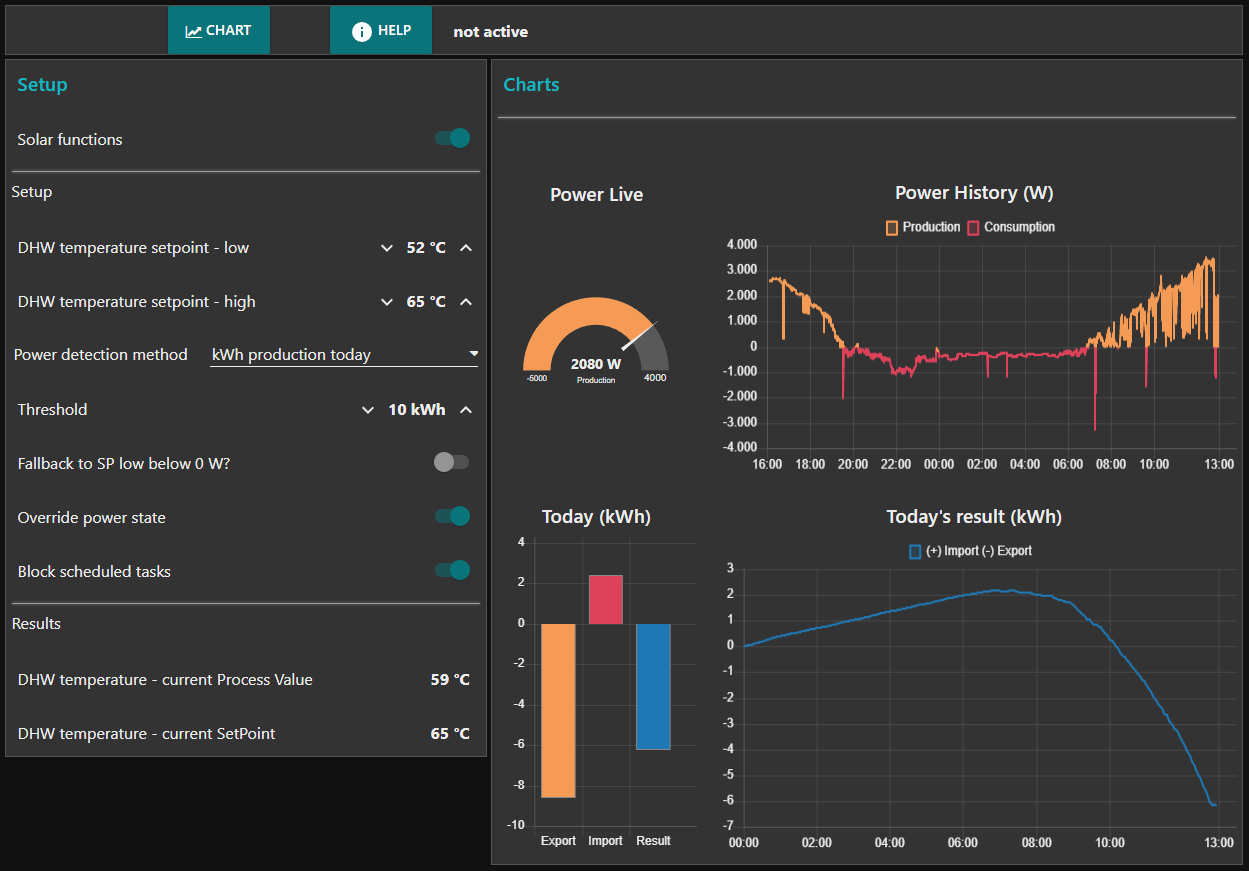 CHART
HELP
not active
Setup
Solar functions
Setup
DHW temperature setpoint - low
52 °C
DHW temperature setpoint - high
65 °C
Power detection method
kWh production today
Threshold
10 kWh
Fallback to SP low below 0 W?
Override power state
Block scheduled tasks
Results
DHW temperature - current Process Value
59 °C
DHW temperature - current SetPoint
65 °C
Charts
Power Live
2080 W
-6000
Production
4000
Power History (W)
Production
Consumption
4.000
3.000
2.000
1.000
0
-1.000
-2.000
-3.000
-4.000
16:00 18:00 20:00 22:00 00:00 02:00 04:00 06:00 08:00 10:00 13:00
Today (kWh)
4
2
0
-2
-4
-6
-8
-10
Export Import Result
Today's result (kWh)
(+) Import (-) Export
3
2
1
0
-1
-2
-3
-4
-5
-6
-7
00:00 02:00 04:00 06:00 08:00 10:00 13:00